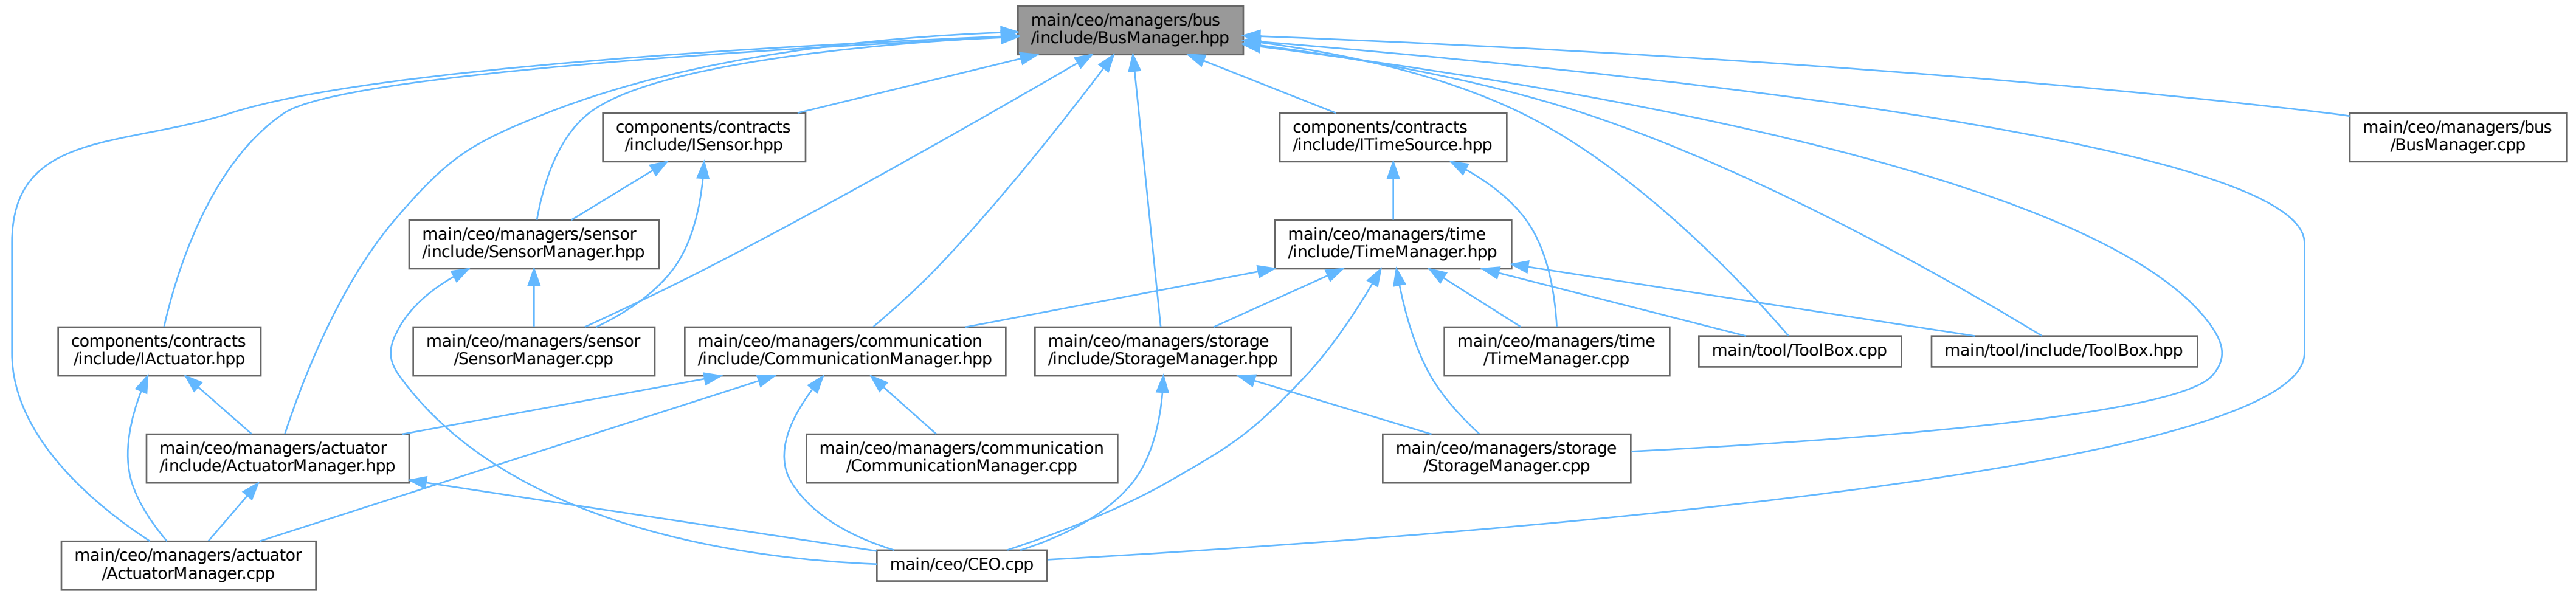 main/ceo/managers/bus
/include/BusManager.hpp
components/contracts
/include/ISensor.hpp
components/contracts
/include/ITimeSource.hpp
main/ceo/managers/bus
/BusManager.cpp
main/ceo/managers/sensor
/include/SensorManager.hpp
main/ceo/managers/time
/include/TimeManager.hpp
components/contracts
/include/IActuator.hpp
main/ceo/managers/sensor
/SensorManager.cpp
main/ceo/managers/communication
/include/CommunicationManager.hpp
main/ceo/managers/storage
/include/StorageManager.hpp
main/ceo/managers/time
/TimeManager.cpp
main/tool/ToolBox.cpp
main/tool/include/ToolBox.hpp
main/ceo/managers/actuator
/include/ActuatorManager.hpp
main/ceo/managers/communication
/CommunicationManager.cpp
main/ceo/managers/storage
/StorageManager.cpp
main/ceo/managers/actuator
/ActuatorManager.cpp
main/ceo/CEO.cpp